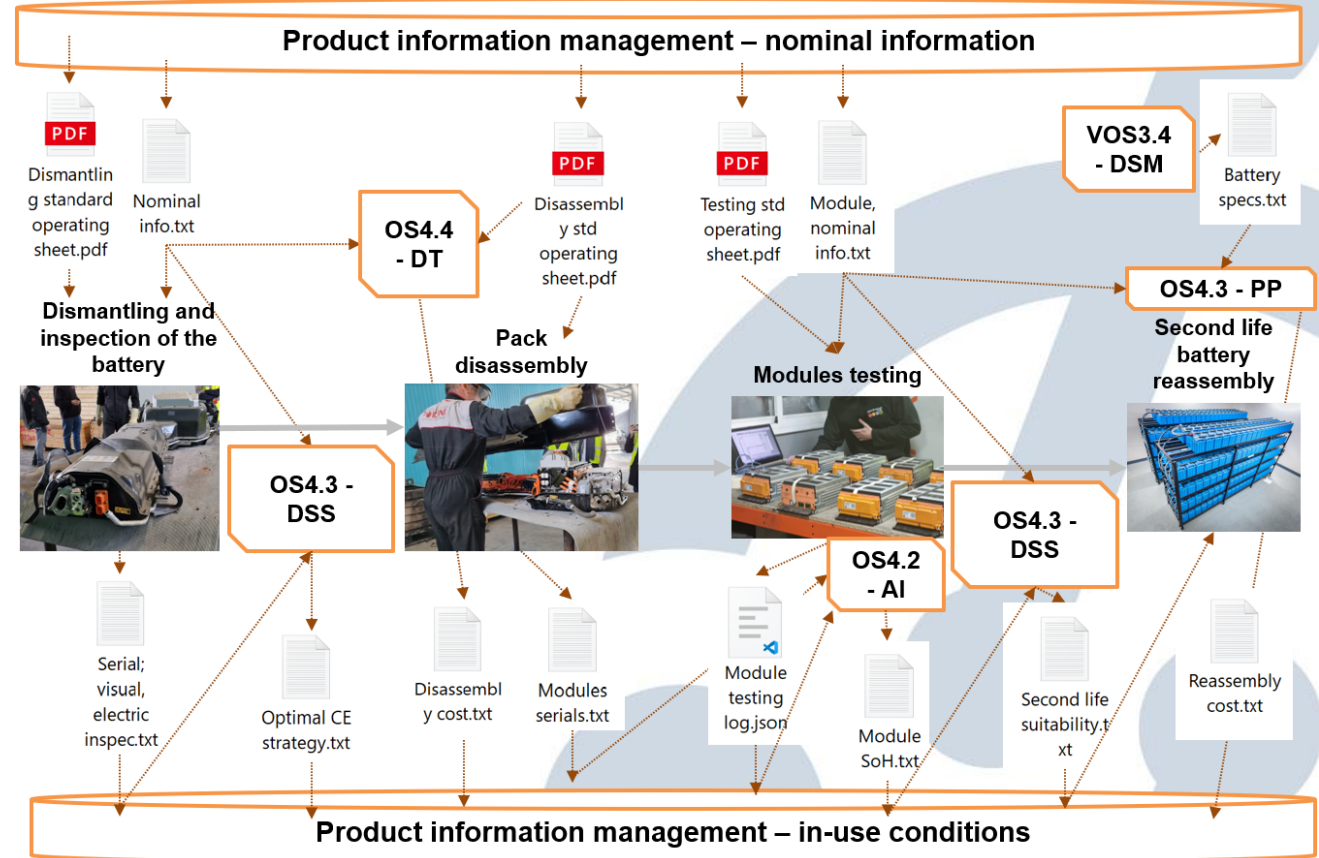 Product information management – nominal information
PDF
Dismantlin
g standard
operating
sheet.pdf
Nominal
info.txt
OS4.4
- DT
PDF
Disassembl
y std
operating
sheet.pdf
PDF
Testing std
operating
sheet.pdf
Module,
nominal
info.txt
VOS3.4
- DSM
Battery
specs.txt
OS4.3 - PP
Dismantling and
inspection of the
battery
Pack
disassembly
Modules testing
Second life
battery
reassembly
OS4.3 -
DSS
OS4.2
- AI
OS4.3 -
DSS
Serial;
visual,
electric
inspec.txt
Optimal CE
strategy.txt
Disassembl
y cost.txt
Modules
serials.txt
Module
testing
log.json
Module
SoH.txt
Second life
suitability.t
xt
Reassembly
cost.txt
Product information management – in-use conditions